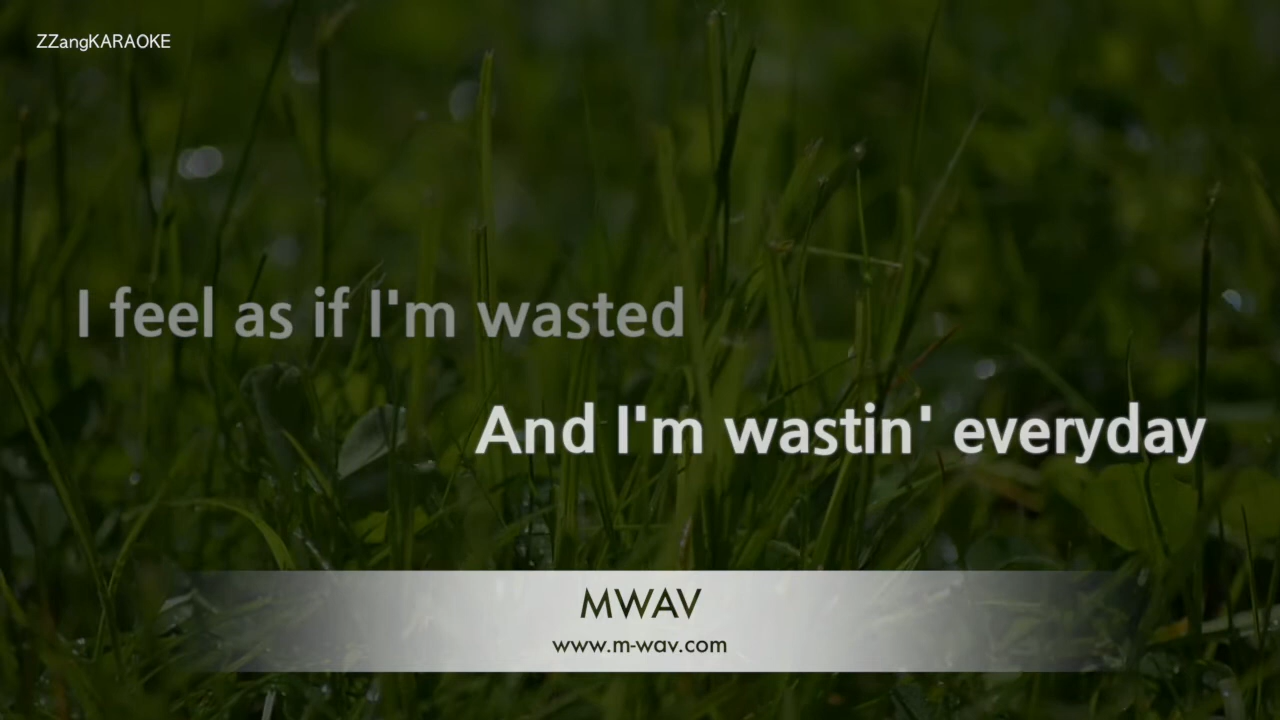 ZZangKARAOKE
I feel as if I'm wasted
And I'm wastin' everyday
MWAV
www.m-wav.com